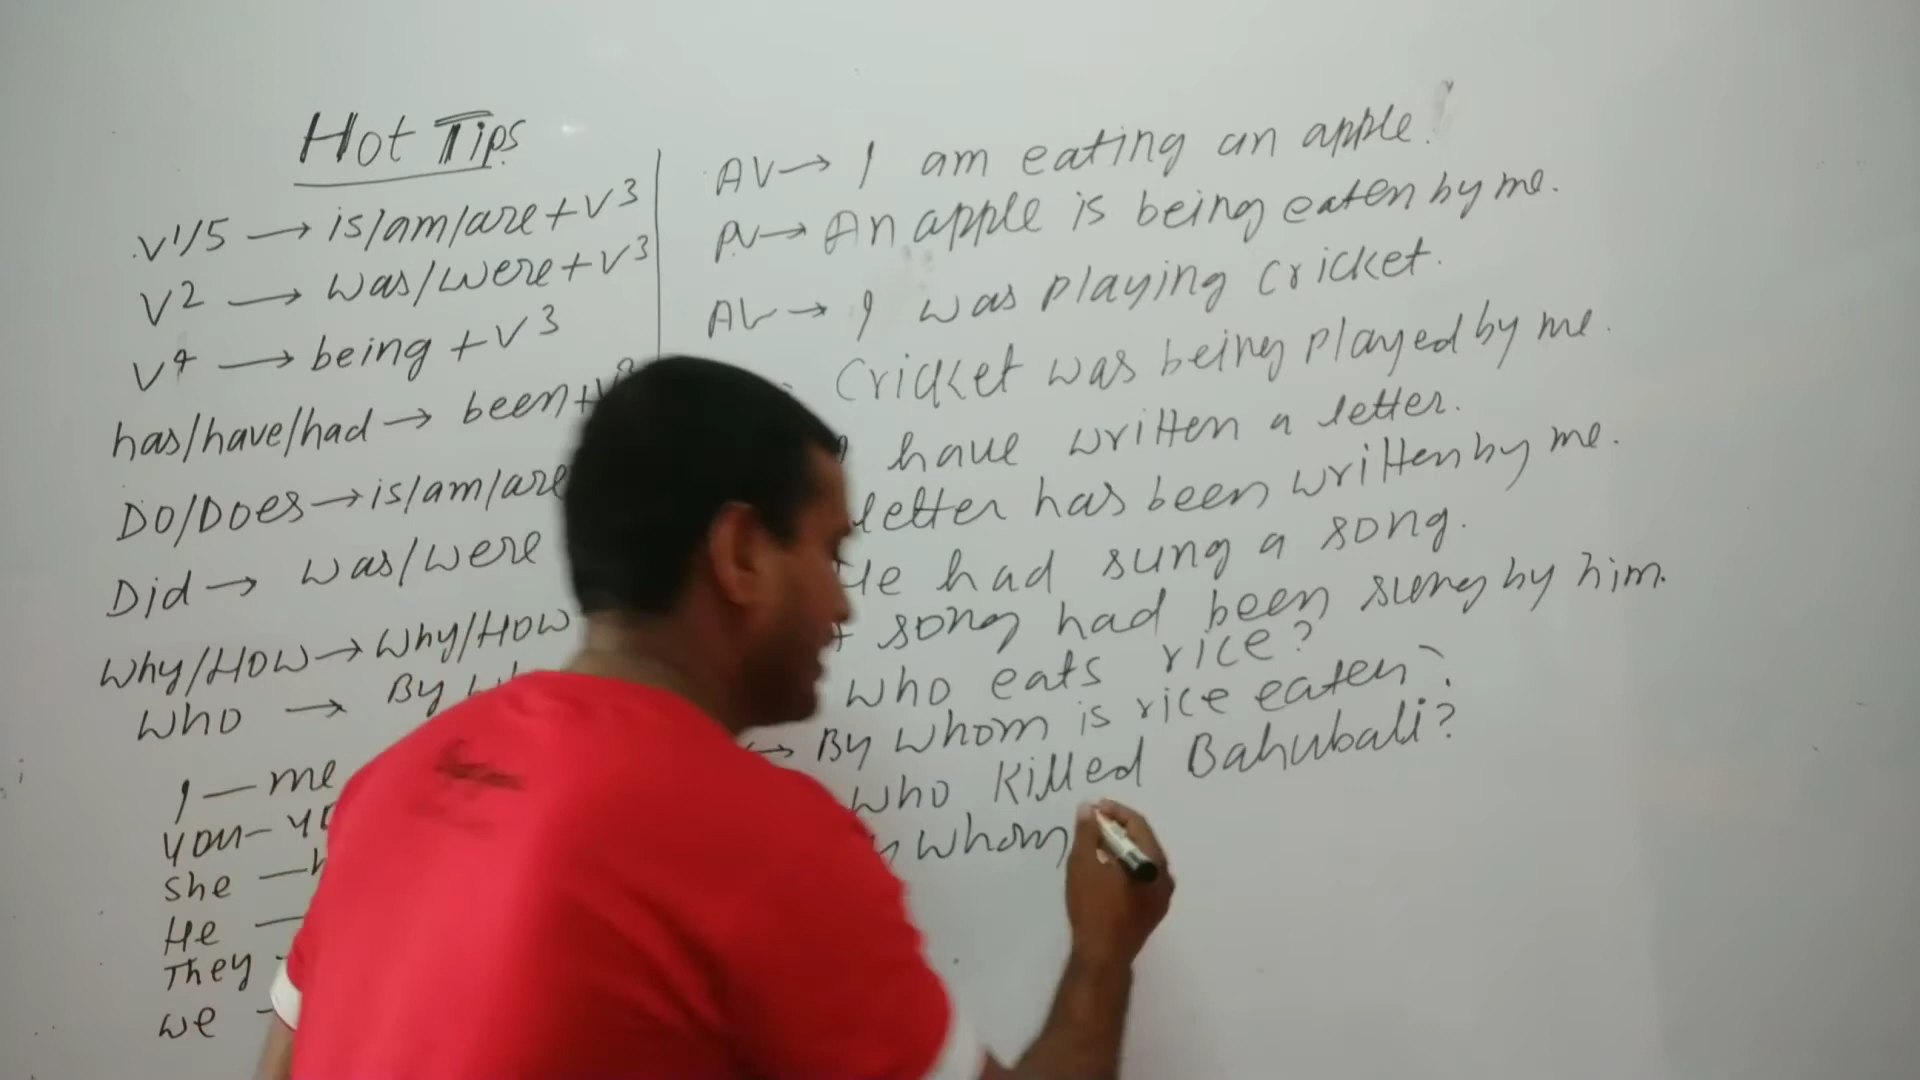 Hot Tips
V1/5 → is/am/are + V3
V2 → was/were + V3
V4 → being + V3
has/have/had → been +
Do/Does → is/am/are
Did → was/were
Why/How → Why/How
Who → By
I — me
You –
She —
He —
They -
We -
AV → I am eating an apple.
PV → An apple is being eaten by me.
AV → I was playing cricket.
Cricket was being played by me.
have written a letter.
letter has been written by me.
He had sung a song.
song had been sung by him.
Who eats rice?
→ By whom is rice eaten?
Who killed Bahubali?
whom